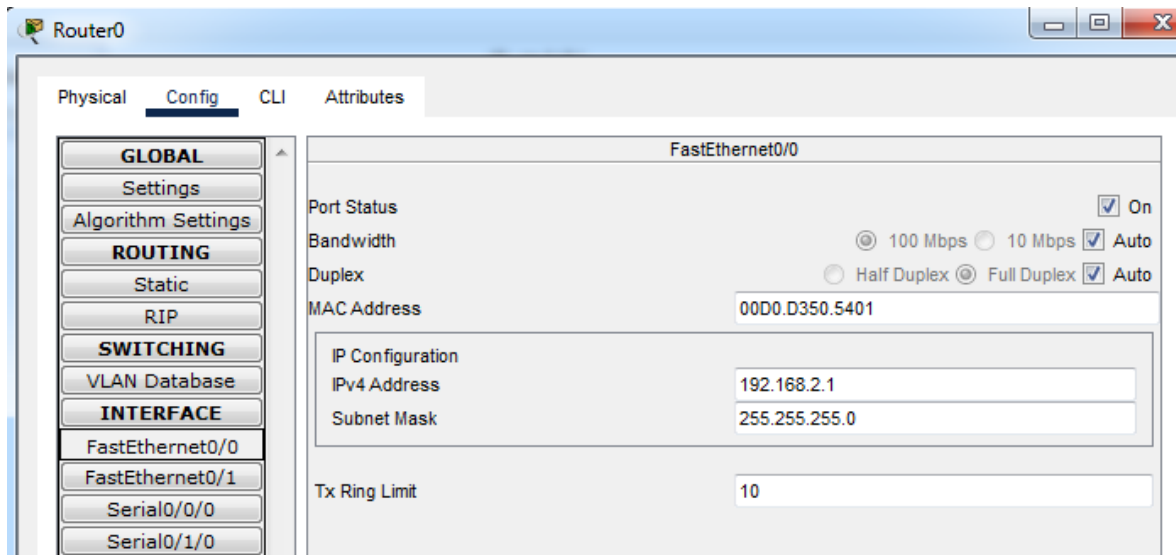 Router0
Physical Config CLI Attributes
GLOBAL
Settings
Algorithm Settings
ROUTING
Static
RIP
SWITCHING
VLAN Database
INTERFACE
FastEthernet0/0
FastEthernet0/1
Serial0/0/0
Serial0/1/0
FastEthernet0/0
Port Status On
Bandwidth 100 Mbps 10 Mbps Auto
Duplex Half Duplex Full Duplex Auto
MAC Address 00D0.D350.5401
IP Configuration
IPv4 Address 192.168.2.1
Subnet Mask 255.255.255.0
Tx Ring Limit 10